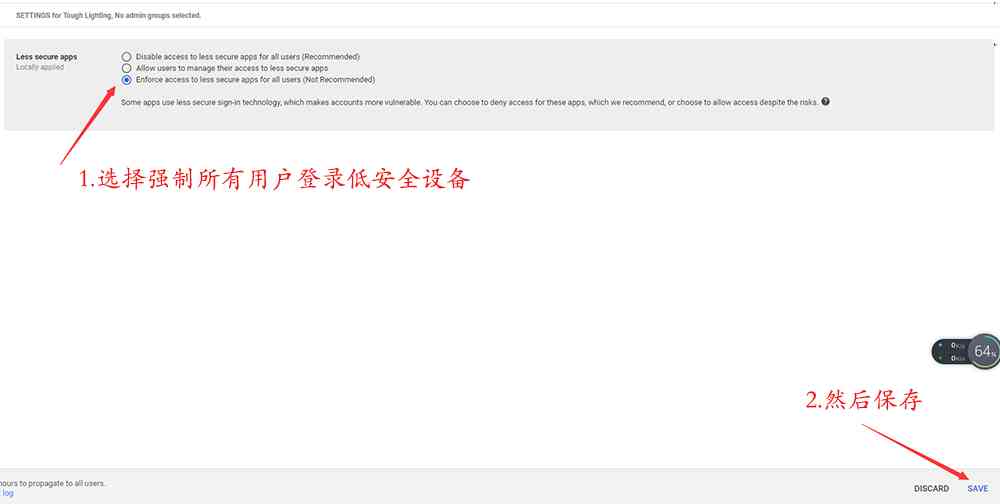 SETTINGS for Tough Lighting, No admin groups selected.
Less secure apps
Locally applied
Disable access to less secure apps for all users (Recommended)
Allow users to manage their access to less secure apps
Enforce access to less secure apps for all users (Not Recommended)
Some apps use less secure sign-in technology, which makes accounts more vulnerable. You can choose to deny access for these apps, which we recommend, or choose to allow access despite the risks. ?
1.选择强制所有用户登录低安全设备
0K/s
64%
0K/s
2.然后保存
hours to propagate to all users.
log
DISCARD SAVE